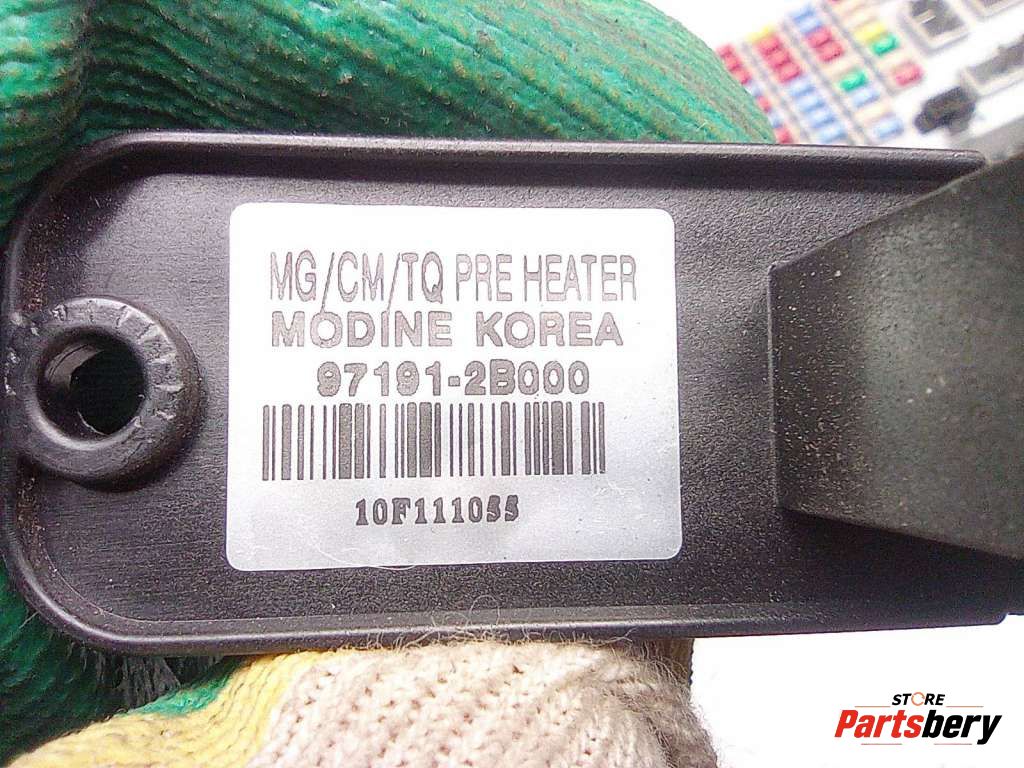 MG/CM/TQ PRE HEATER
MODINE KOREA
97191-2B000
10F111055
STORE
Partsbery